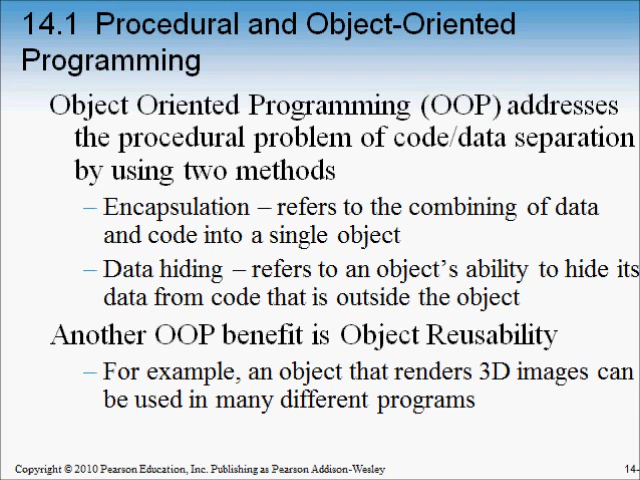 14.1 Procedural and Object-Oriented
Programming
Object Oriented Programming (OOP) addresses
the procedural problem of code/data separation
by using two methods
– Encapsulation – refers to the combining of data
and code into a single object
– Data hiding – refers to an object's ability to hide its
data from code that is outside the object
Another OOP benefit is Object Reusability
– For example, an object that renders 3D images can
be used in many different programs
Copyright © 2010 Pearson Education, Inc. Publishing as Pearson Addison-Wesley
14-